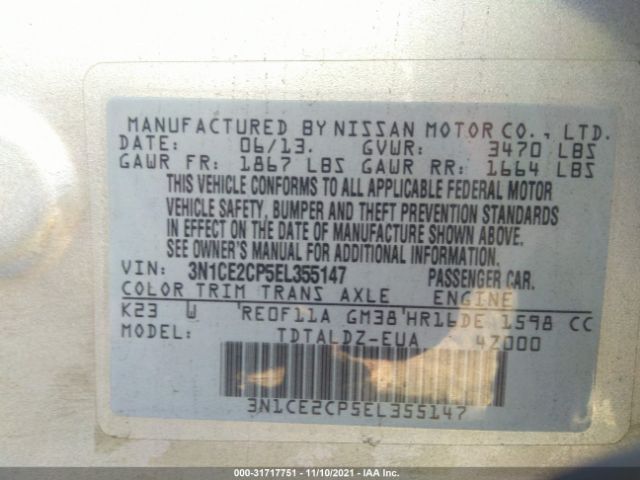 MANUFACTURED BY NISSAN MOTOR CO., LTD.
DATE: 06/13. GVWR: 3470 LBS
GAWR FR: 1867 LBS GAWR RR: 1664 LBS
THIS VEHICLE CONFORMS TO ALL APPLICABLE FEDERAL MOTOR
VEHICLE SAFETY, BUMPER AND THEFT PREVENTION STANDARDS
IN EFFECT ON THE DATE OF MANUFACTURE SHOWN ABOVE.
SEE OWNER'S MANUAL FOR ADDITIONAL INFORMATION.
VIN: 3N1CE2CP5EL355147 PASSENGER CAR.
COLOR TRIM TRANS AXLE ENGINE
K23 W 'RE0F11A GM38'HR16DE 1598 CC
MODEL: TDTALDZ-EUA 4Z000
3N1CE2CP5EL355147
000-31717751 — 11/10/2021 — IAA Inc.